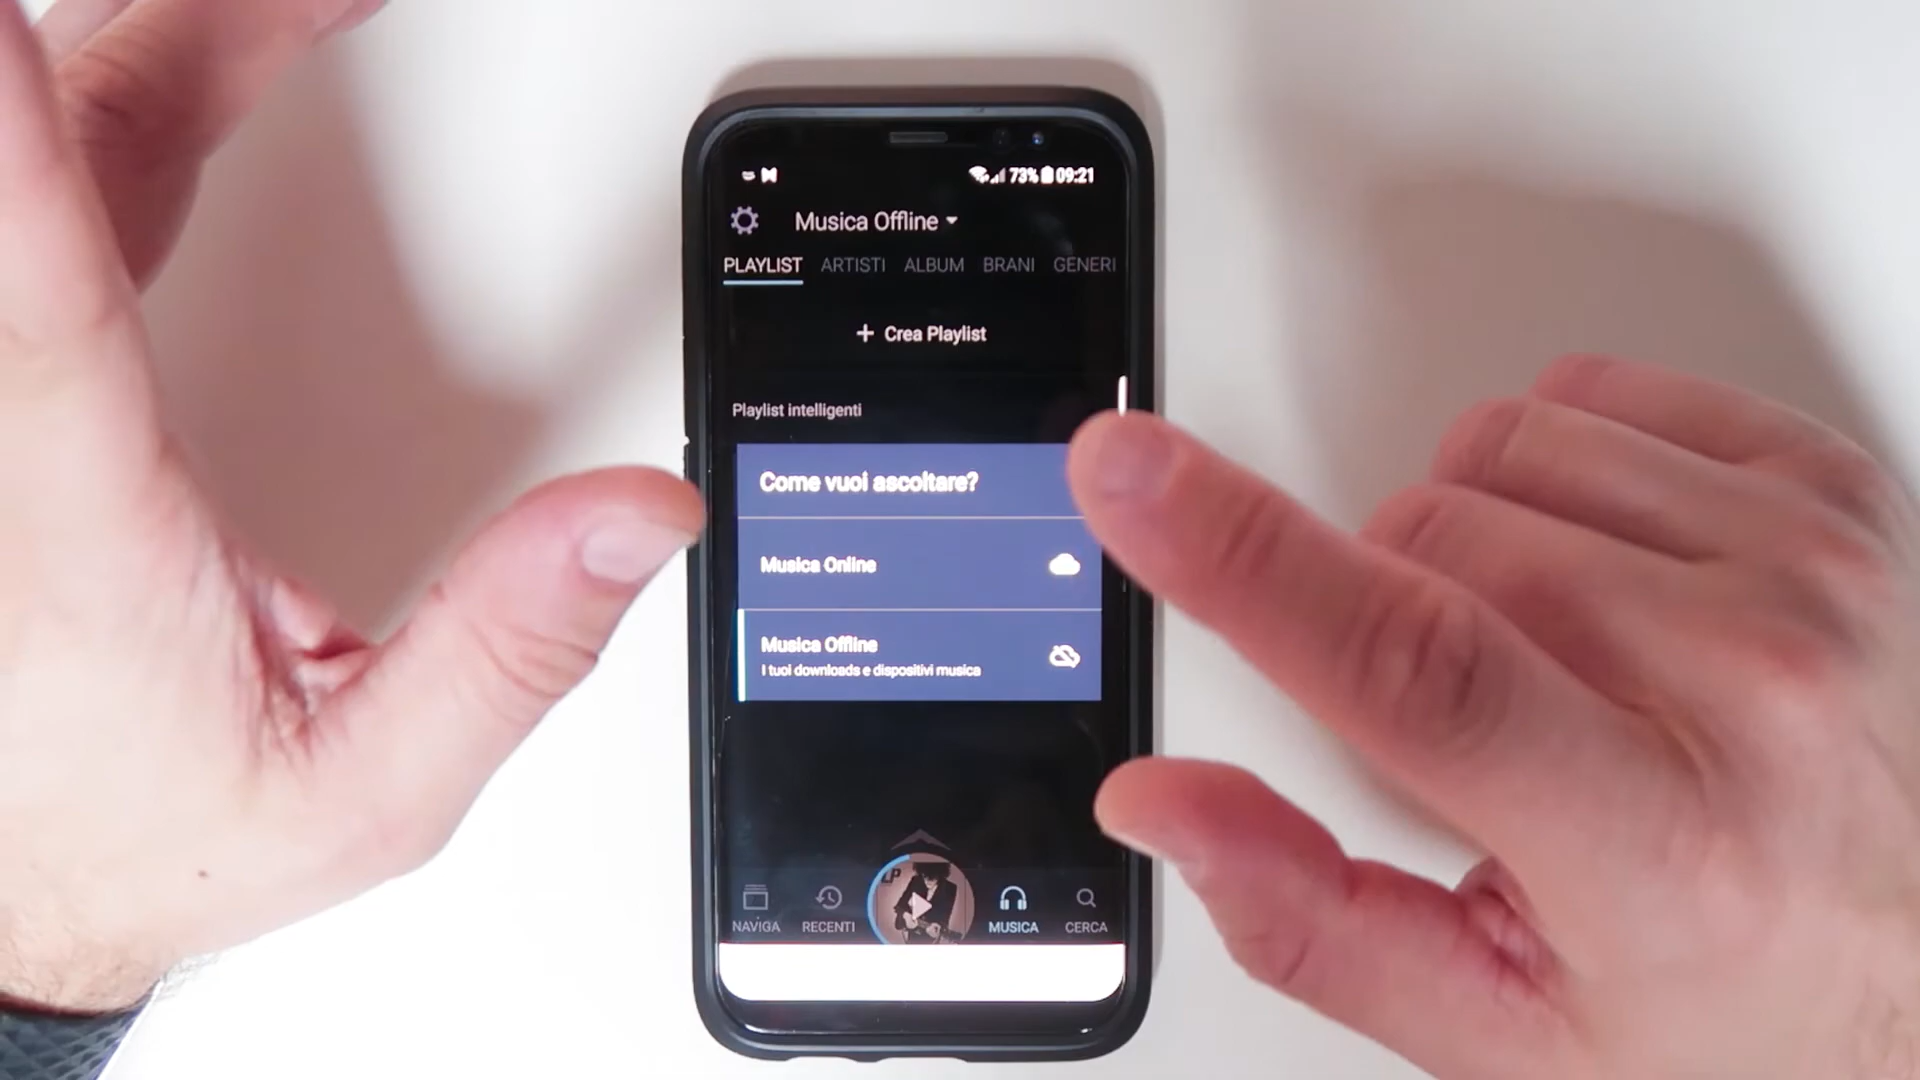 73% 09:21
Musica Offline
PLAYLIST ARTISTI ALBUM BRANI GENERI
+ Crea Playlist
Playlist intelligenti
Come vuoi ascoltare?
Musica Online
Musica Offline
I tuoi downloads e dispositivi musica
LP
NAVIGA RECENTI MUSICA CERCA